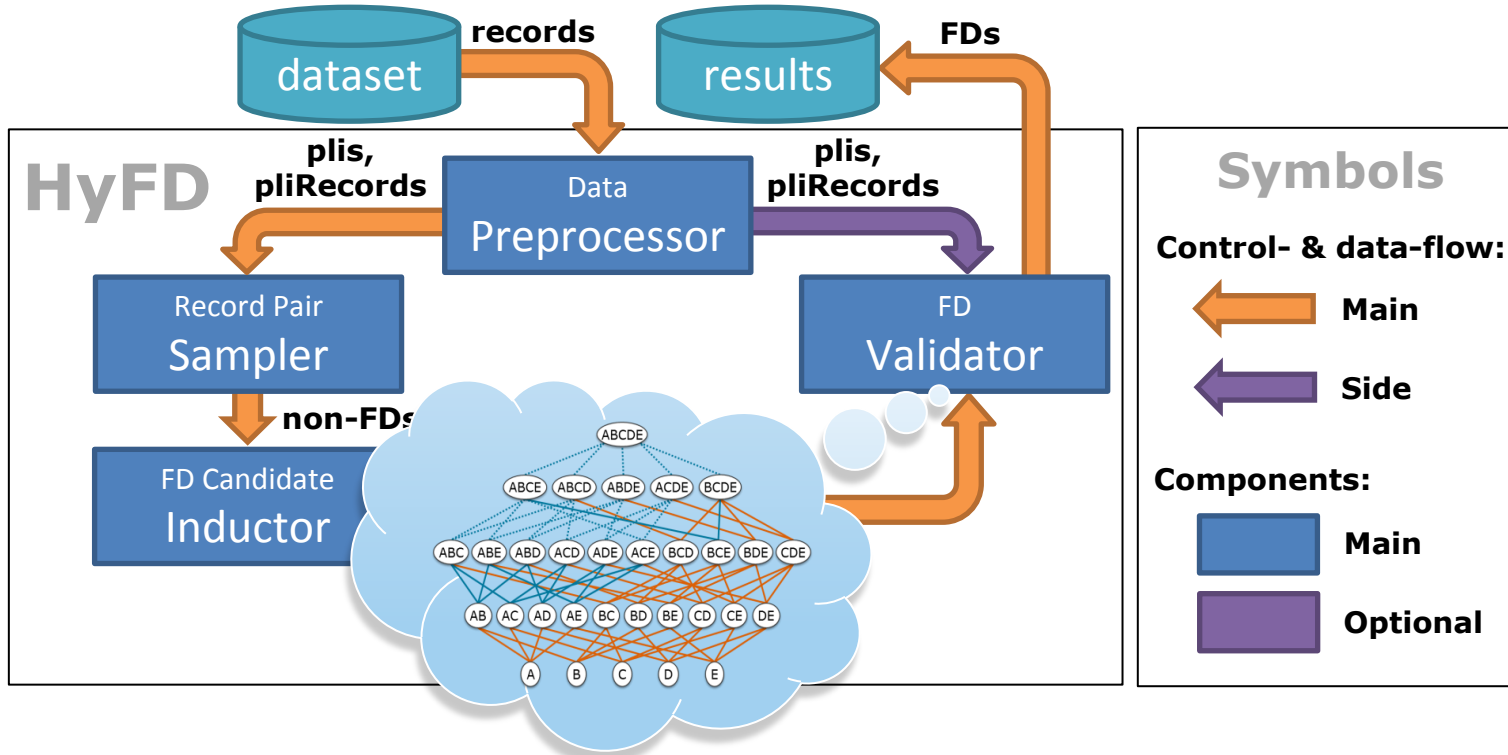 records
FDs
dataset
results
HyFD
plis,
pliRecords
Data
Preprocessor
plis,
pliRecords
Record Pair
Sampler
FD
Validator
non-FDs
FD Candidate
Inductor
ABCDE
ABCE ABCD ABDE ACDE BCDE
ABC ABE ABD ACD ADE ACE BCD BCE BDE CDE
AB AC AD AE BC BD BE CD CE DE
A B C D E
Symbols
Control- & data-flow:
Main
Side
Components:
Main
Optional